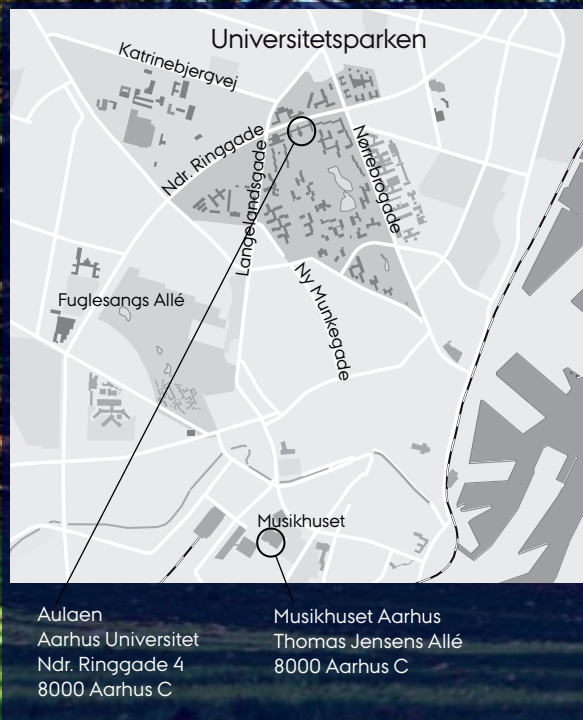 Universitetsparken
Katrinebjergvej
Ndr. Ringgade
Langelandsgade
Nørrebrogade
Fuglesangs Allé
Ny Munkegade
Musikhuset
Aulaen
Aarhus Universitet
Ndr. Ringgade 4
8000 Aarhus C
Musikhuset Aarhus
Thomas Jensens Allé
8000 Aarhus C